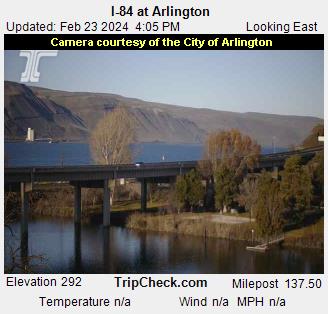 I-84 at Arlington
Updated: Feb 23 2024 4:05 PM Looking East
Camera courtesy of the City of Arlington
Elevation 292 TripCheck.com Milepost 137.50
Temperature n/a Wind n/a MPH n/a